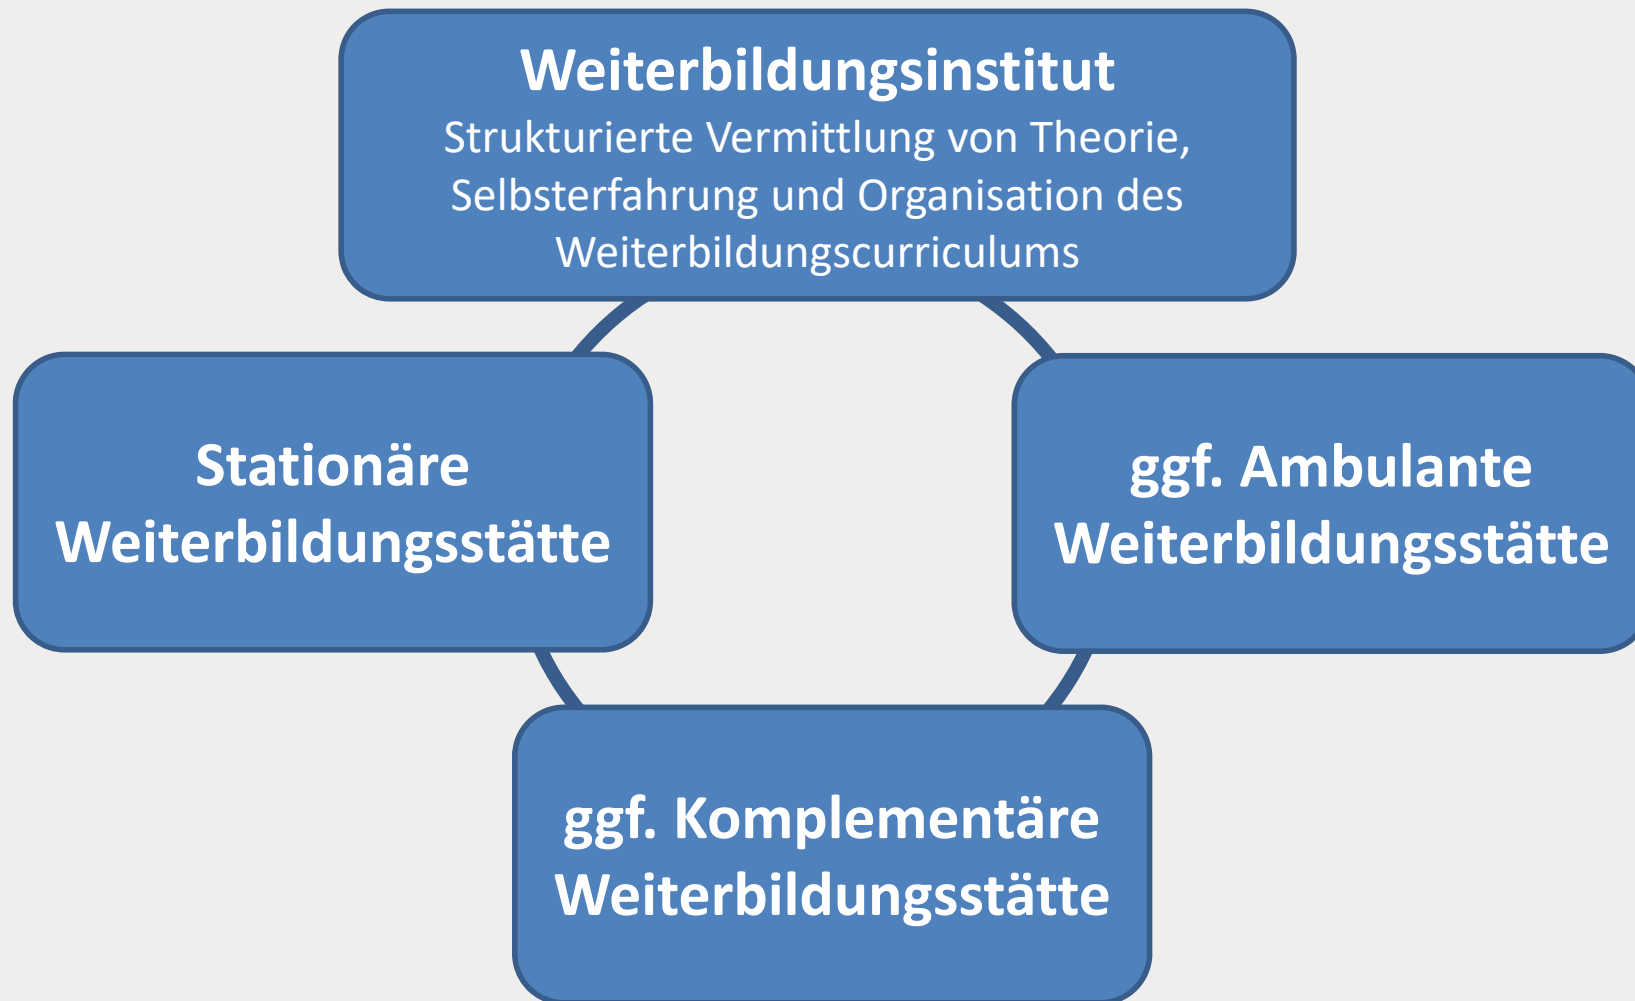 Weiterbildungsinstitut
Strukturierte Vermittlung von Theorie,
Selbsterfahrung und Organisation des
Weiterbildungscurriculums
Stationäre
Weiterbildungsstätte
ggf. Ambulante
Weiterbildungsstätte
ggf. Komplementäre
Weiterbildungsstätte